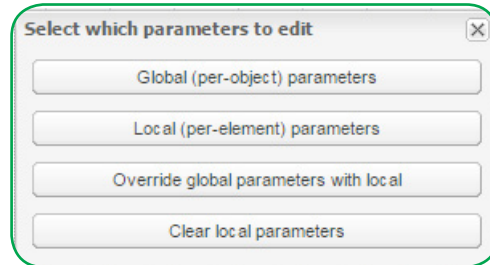 Select which parameters to edit
Global (per-object) parameters
Local (per-element) parameters
Override global parameters with local
Clear local parameters